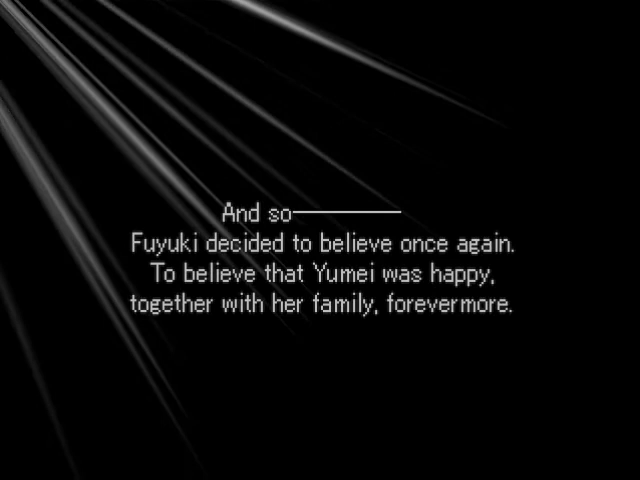 And so────────
Fuyuki decided to believe once again.
To believe that Yumei was happy,
together with her family, forevermore.